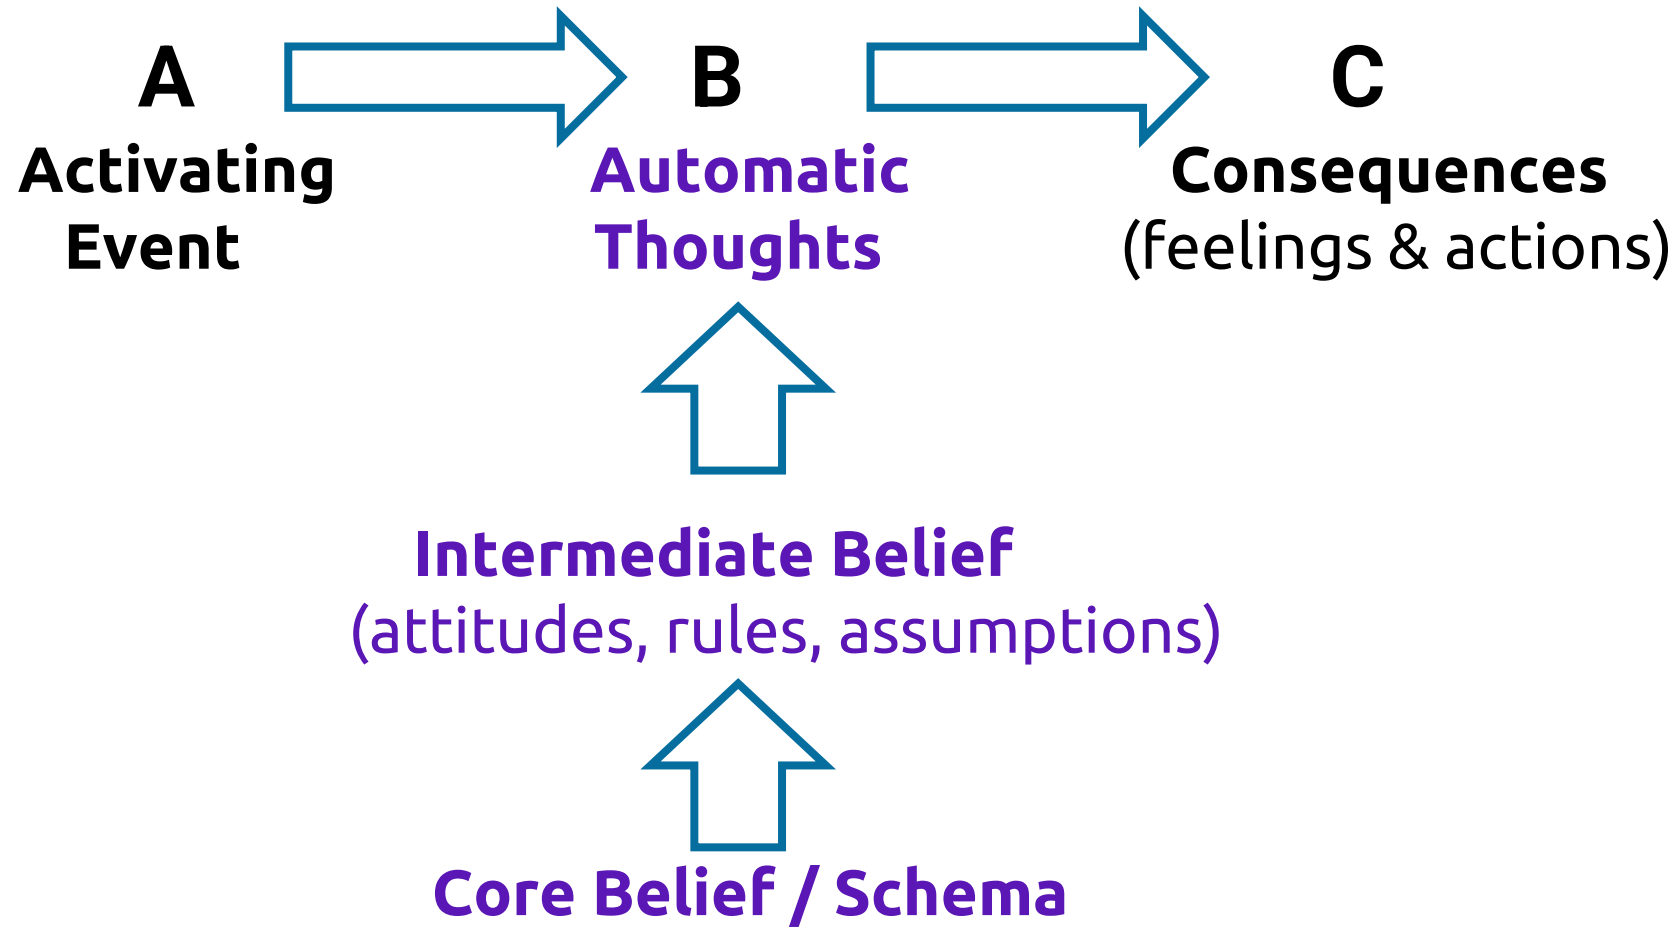 A B C
Activating Automatic Consequences
Event Thoughts (feelings & actions)
Intermediate Belief
(attitudes, rules, assumptions)
Core Belief / Schema